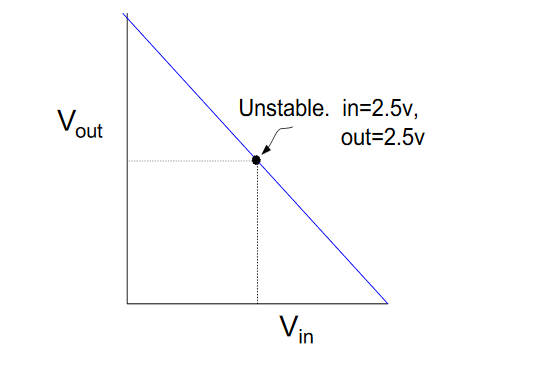 Unstable. in=2.5v,
out=2.5v
Vout
Vin